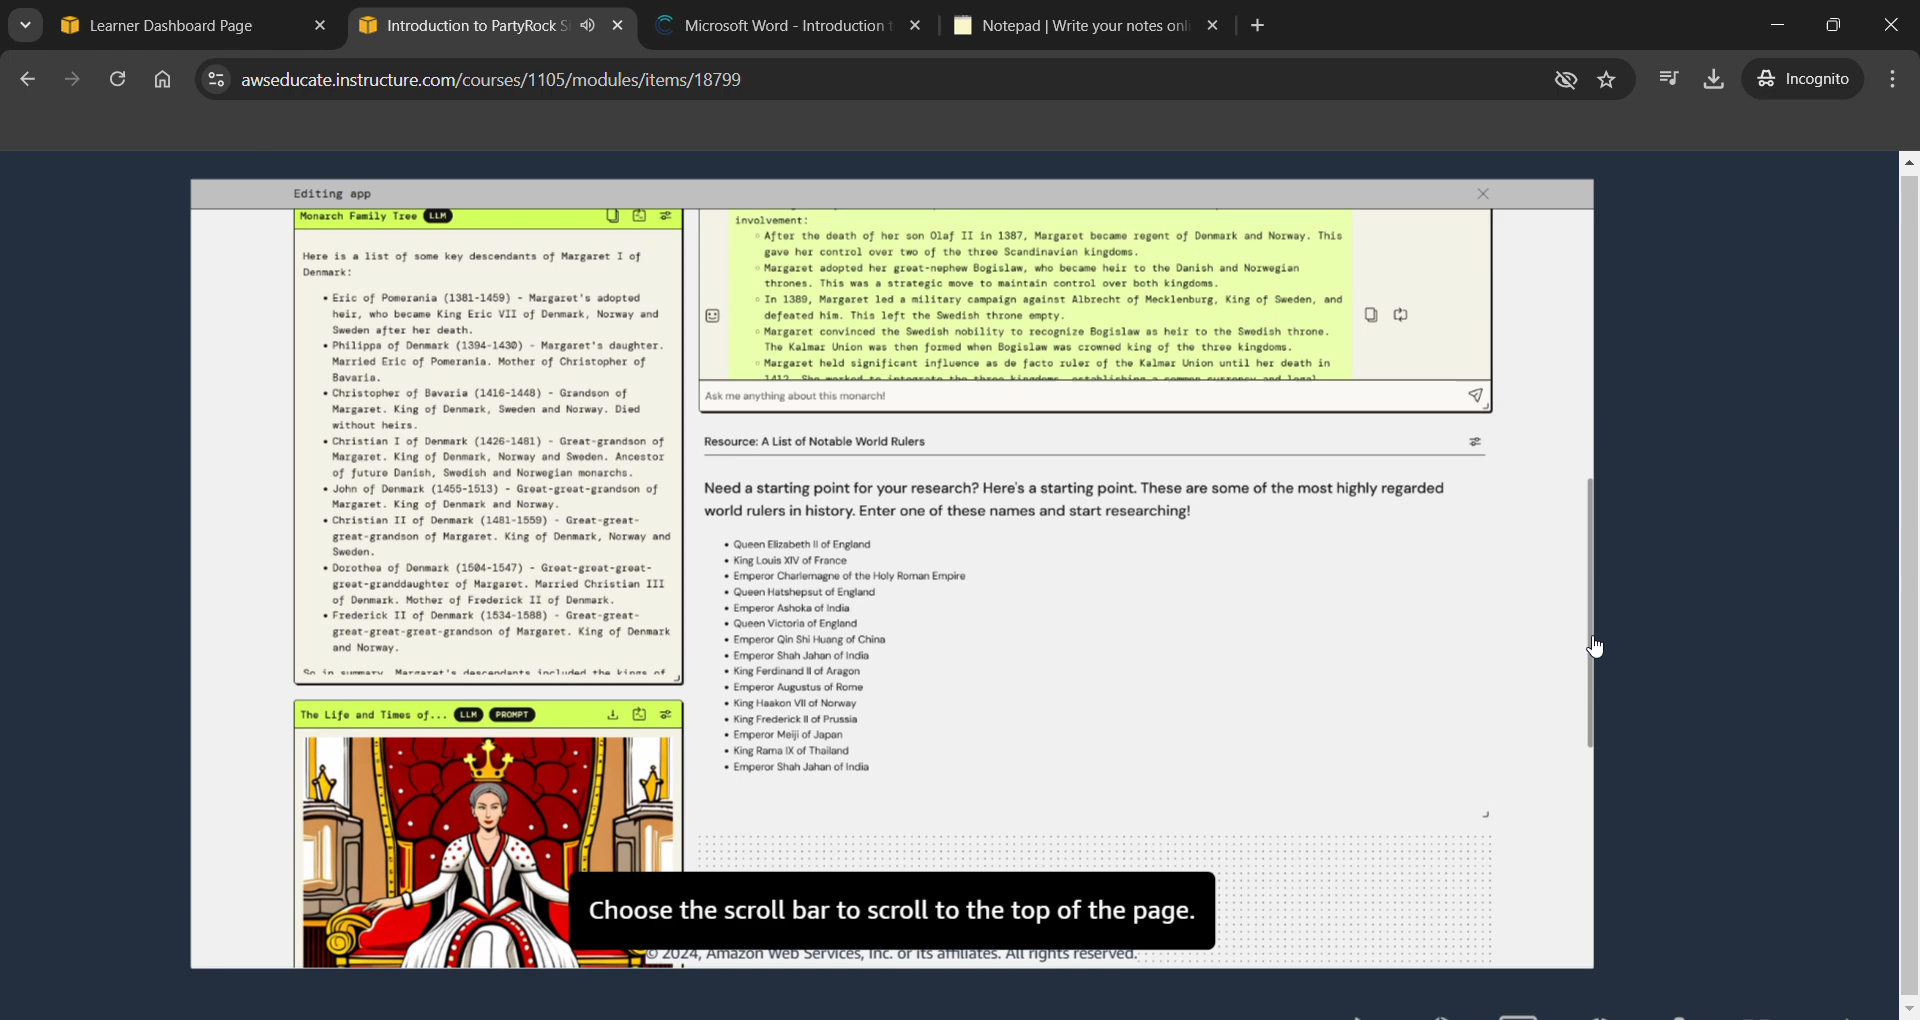 Learner Dashboard Page
Introduction to PartyRock S
Microsoft Word - Introduction
Notepad | Write your notes onli
awseducate.instructure.com/courses/1105/modules/items/18799
Incognito
Editing app
Monarch Family Tree LLM
Here is a list of some key descendants of Margaret I of
Denmark:
• Eric of Pomerania (1381-1459) - Margaret's adopted
heir, who became King Eric VII of Denmark, Norway and
Sweden after her death.
• Philippa of Denmark (1394-1430) - Margaret's daughter.
Married Eric of Pomerania. Mother of Christopher of
Bavaria.
• Christopher of Bavaria (1416-1448) - Grandson of
Margaret. King of Denmark, Sweden and Norway. Died
without heirs.
• Christian I of Denmark (1426-1481) - Great-grandson of
Margaret. King of Denmark, Norway and Sweden. Ancestor
of future Danish, Swedish and Norwegian monarchs.
• John of Denmark (1455-1513) - Great-great-grandson of
Margaret. King of Denmark and Norway.
• Christian II of Denmark (1481-1559) - Great-great-
great-grandson of Margaret. King of Denmark, Norway and
Sweden.
• Dorothea of Denmark (1504-1547) - Great-great-great-
great-granddaughter of Margaret. Married Christian III
of Denmark. Mother of Frederick II of Denmark.
• Frederick II of Denmark (1534-1588) - Great-great-
great-great-great-grandson of Margaret. King of Denmark
and Norway.
So in summary, Margaret's descendants included the kings of
The Life and Times of... LLM PROMPT
involvement:
◦ After the death of her son Olaf II in 1387, Margaret became regent of Denmark and Norway. This
gave her control over two of the three Scandinavian kingdoms.
◦ Margaret adopted her great-nephew Bogislaw, who became heir to the Danish and Norwegian
thrones. This was a strategic move to maintain control over both kingdoms.
◦ In 1389, Margaret led a military campaign against Albrecht of Mecklenburg, King of Sweden, and
defeated him. This left the Swedish throne empty.
◦ Margaret convinced the Swedish nobility to recognize Bogislaw as heir to the Swedish throne.
The Kalmar Union was then formed when Bogislaw was crowned king of the three kingdoms.
◦ Margaret held significant influence as de facto ruler of the Kalmar Union until her death in
1412. She worked to integrate the three kingdoms, establishing a common currency and legal
Ask me anything about this monarch!
Resource: A List of Notable World Rulers
Need a starting point for your research? Here's a starting point. These are some of the most highly regarded
world rulers in history. Enter one of these names and start researching!
• Queen Elizabeth II of England
• King Louis XIV of France
• Emperor Charlemagne of the Holy Roman Empire
• Queen Hatshepsut of England
• Emperor Ashoka of India
• Queen Victoria of England
• Emperor Qin Shi Huang of China
• Emperor Shah Jahan of India
• King Ferdinand II of Aragon
• Emperor Augustus of Rome
• King Haakon VII of Norway
• King Frederick II of Prussia
• Emperor Meiji of Japan
• King Rama IX of Thailand
• Emperor Shah Jahan of India
Choose the scroll bar to scroll to the top of the page.
© 2024, Amazon Web Services, Inc. or its affiliates. All rights reserved.